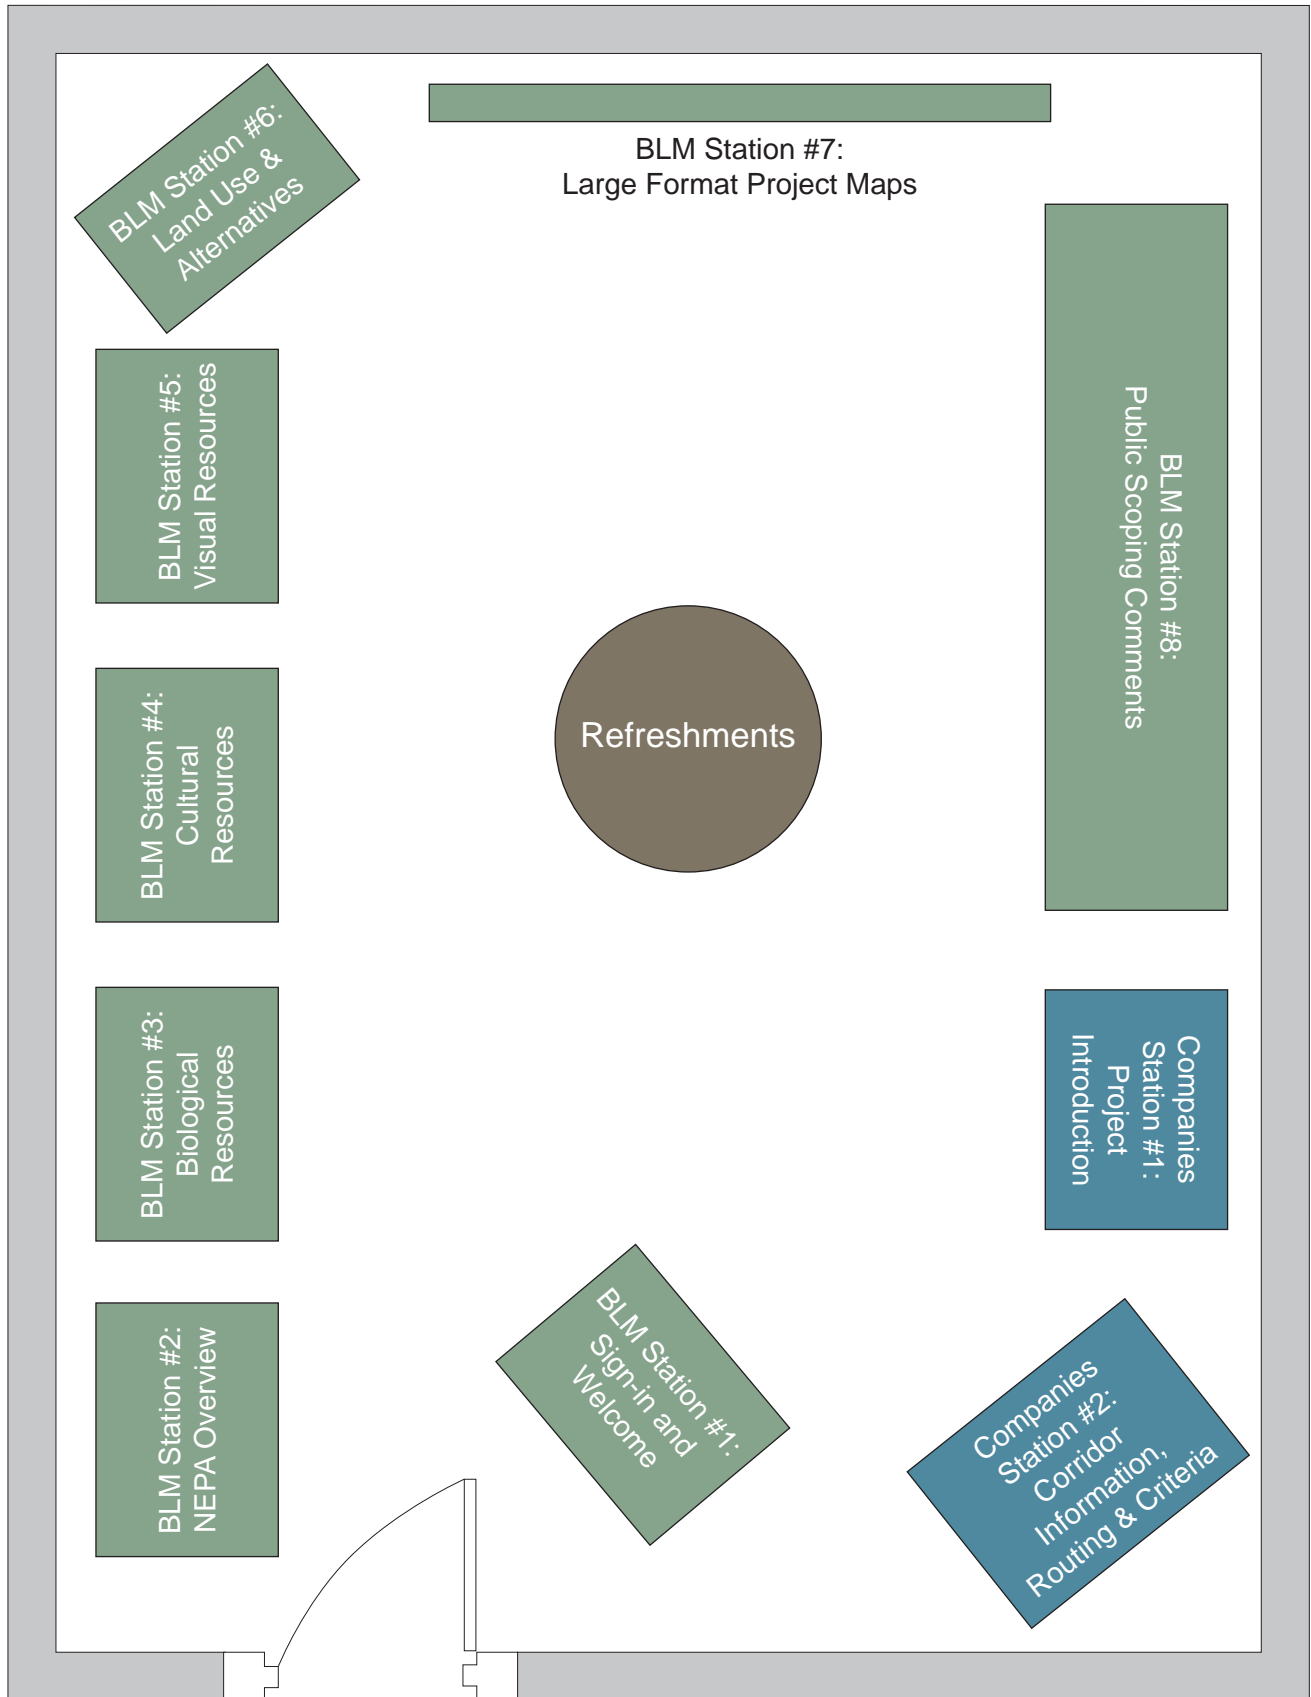 BLM Station #6:
Land Use &
Alternatives
BLM Station #7:
Large Format Project Maps
BLM Station #5:
Visual Resources
BLM Station #8:
Public Scoping Comments
BLM Station #4:
Cultural
Resources
Refreshments
BLM Station #3:
Biological
Resources
Companies
Station #1:
Project
Introduction
BLM Station #2:
NEPA Overview
BLM Station #1:
Sign-in and
Welcome
Companies
Station #2:
Corridor
Information,
Routing & Criteria